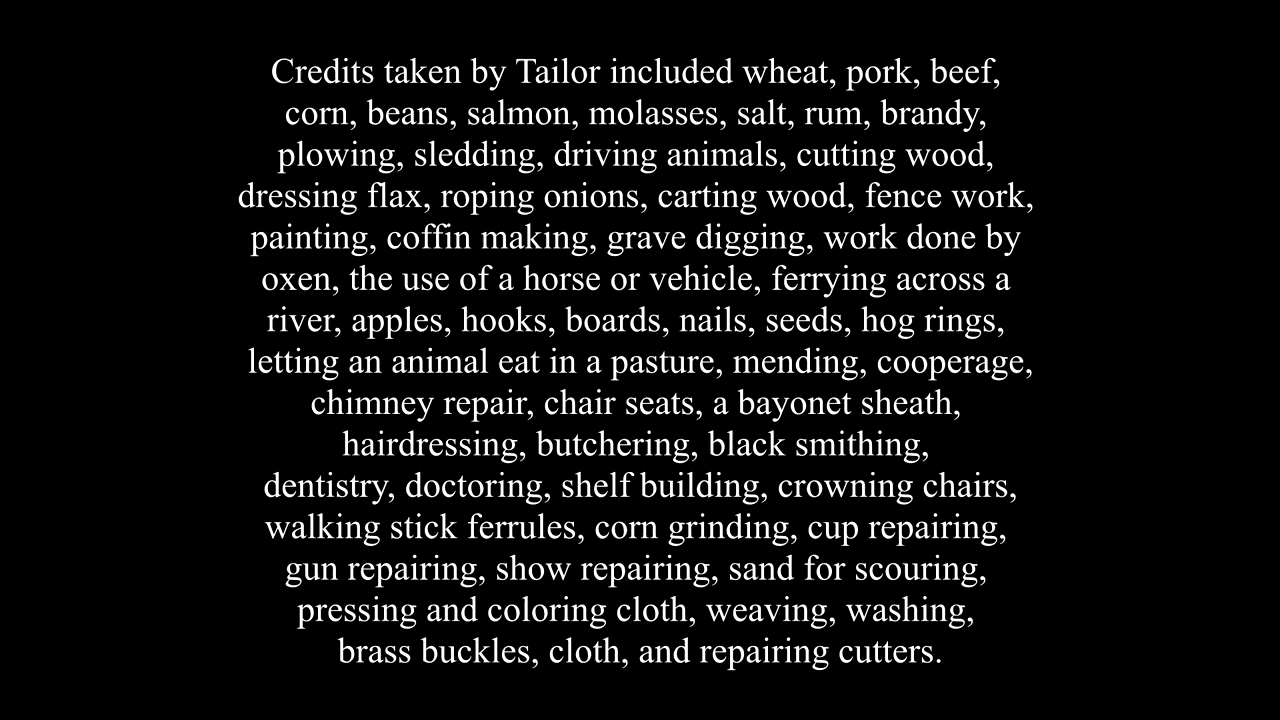 Credits taken by Tailor included wheat, pork, beef,
corn, beans, salmon, molasses, salt, rum, brandy,
plowing, sledding, driving animals, cutting wood,
dressing flax, roping onions, carting wood, fence work,
painting, coffin making, grave digging, work done by
oxen, the use of a horse or vehicle, ferrying across a
river, apples, hooks, boards, nails, seeds, hog rings,
letting an animal eat in a pasture, mending, cooperage,
chimney repair, chair seats, a bayonet sheath,
hairdressing, butchering, black smithing,
dentistry, doctoring, shelf building, crowning chairs,
walking stick ferrules, corn grinding, cup repairing,
gun repairing, show repairing, sand for scouring,
pressing and coloring cloth, weaving, washing,
brass buckles, cloth, and repairing cutters.